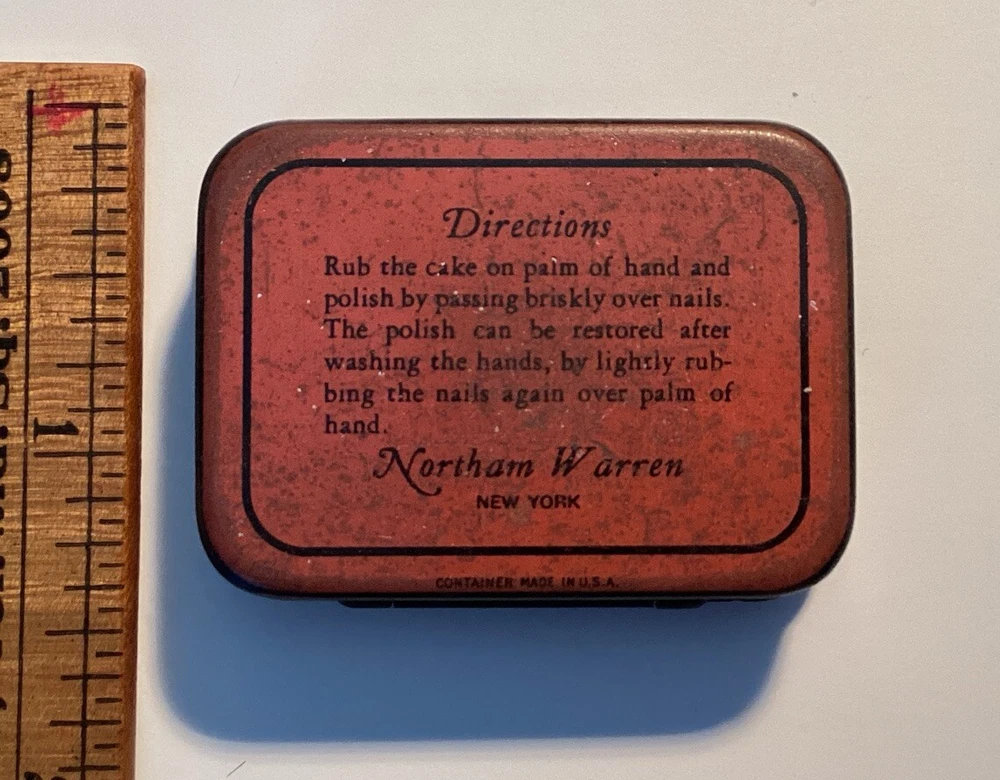 Directions
Rub the cake on palm of hand and
polish by passing briskly over nails.
The polish can be restored after
washing the hands, by lightly rub-
bing the nails again over palm of
hand.
Northam Warren
NEW YORK
CONTAINER MADE IN U.S.A.
1